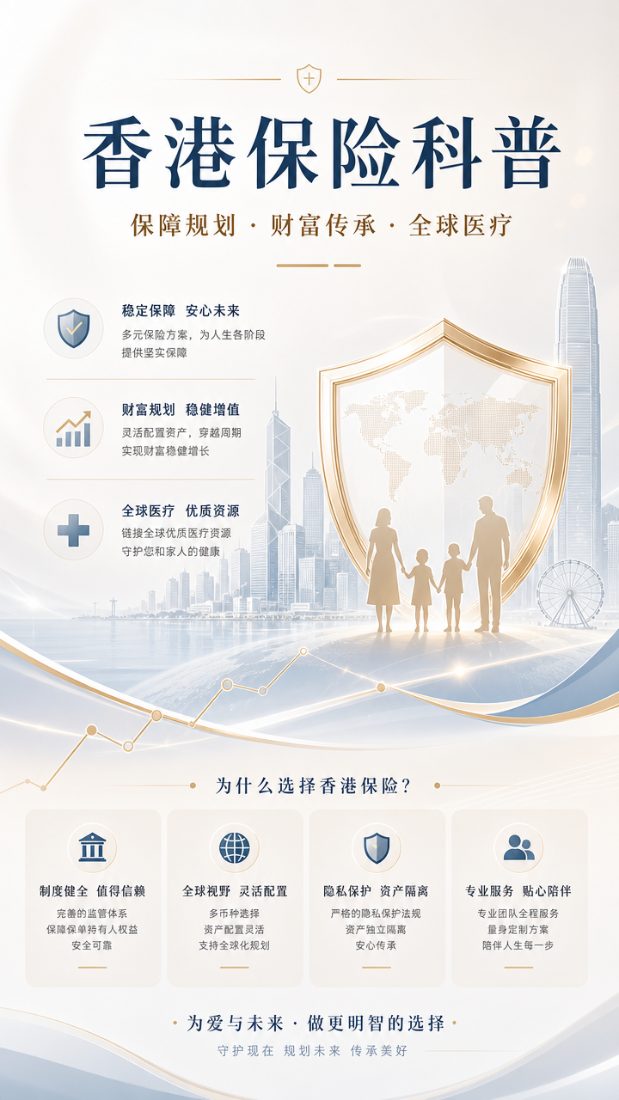 香港保险科普
保障规划 · 财富传承 · 全球医疗
稳定保障 安心未来
多元保险方案，为人生各阶段
提供坚实保障
财富规划 稳健增值
灵活配置资产，穿越周期
实现财富稳健增长
全球医疗 优质资源
链接全球优质医疗资源
守护您和家人的健康
为什么选择香港保险？
制度健全 值得信赖
完善的监管体系
保障保单持有人权益
安全可靠
全球视野 灵活配置
多币种选择
资产配置灵活
支持全球化规划
隐私保护 资产隔离
严格的隐私保护法规
资产独立隔离
安心传承
专业服务 贴心陪伴
专业团队全程服务
量身定制方案
陪伴人生每一步
· 为爱与未来 · 做更明智的选择 ·
守护现在 规划未来 传承美好